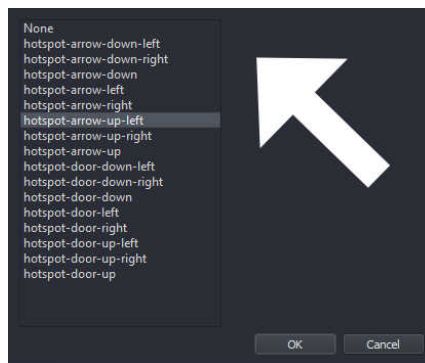 None
hotspot-arrow-down-left
hotspot-arrow-down-right
hotspot-arrow-down
hotspot-arrow-left
hotspot-arrow-right
hotspot-arrow-up-left
hotspot-arrow-up-right
hotspot-arrow-up
hotspot-door-down-left
hotspot-door-down-right
hotspot-door-down
hotspot-door-left
hotspot-door-right
hotspot-door-up-left
hotspot-door-up-right
hotspot-door-up
OK Cancel